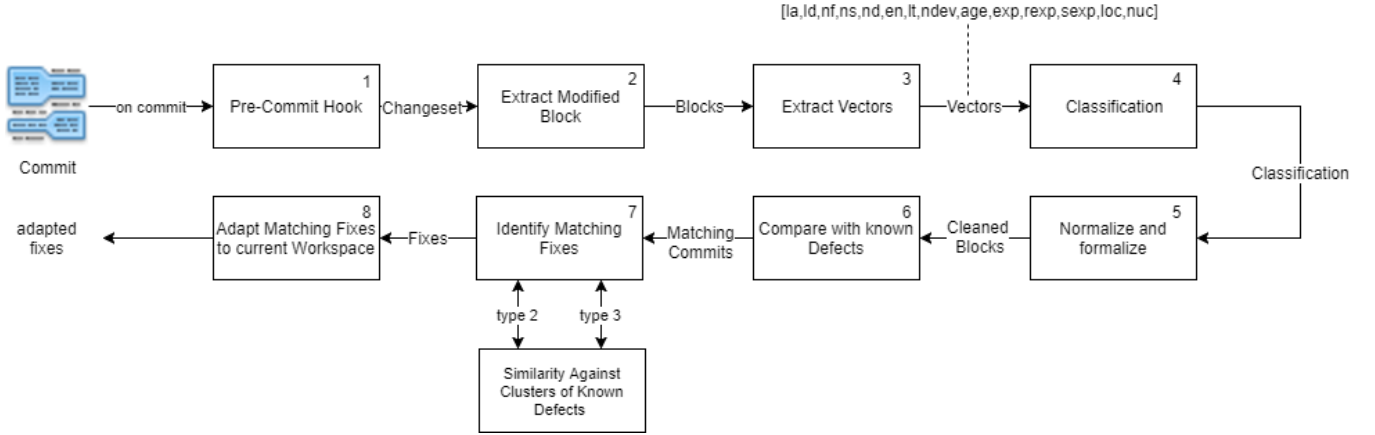 [la,ld,nf,ns,nd,en,lt,ndev,age,exp,rexp,sexp,loc,nuc]
Commit
on commit
1
Pre-Commit Hook
Changeset
2
Extract Modified
Block
Blocks
3
Extract Vectors
Vectors
4
Classification
Classification
5
Normalize and
formalize
Cleaned
Blocks
6
Compare with known
Defects
Matching
Commits
7
Identify Matching
Fixes
type 2
type 3
Similarity Against
Clusters of Known
Defects
Fixes
8
Adapt Matching Fixes
to current Workspace
adapted
fixes